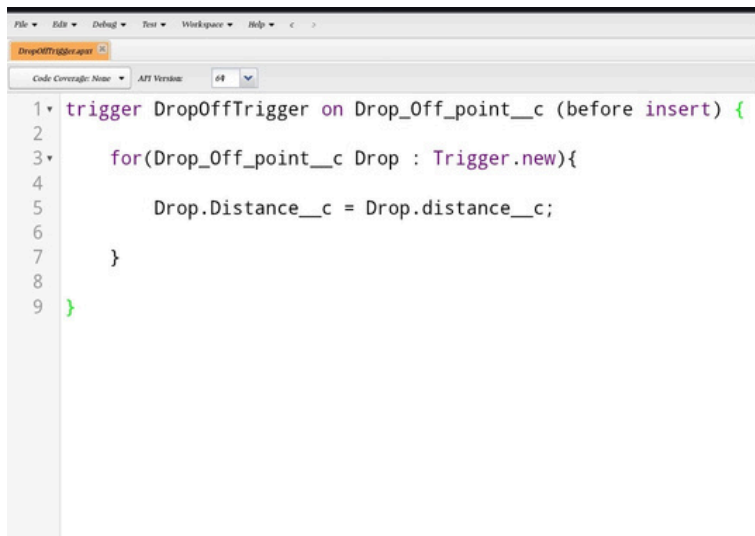 File Edit Debug Test Workspace Help < >
DropOffTrigger.apxt
Code Coverage: None API Version: 64
1 trigger DropOffTrigger on Drop_Off_point__c (before insert) {
2
3 for(Drop_Off_point__c Drop : Trigger.new){
4
5 Drop.Distance__c = Drop.distance__c;
6
7 }
8
9 }